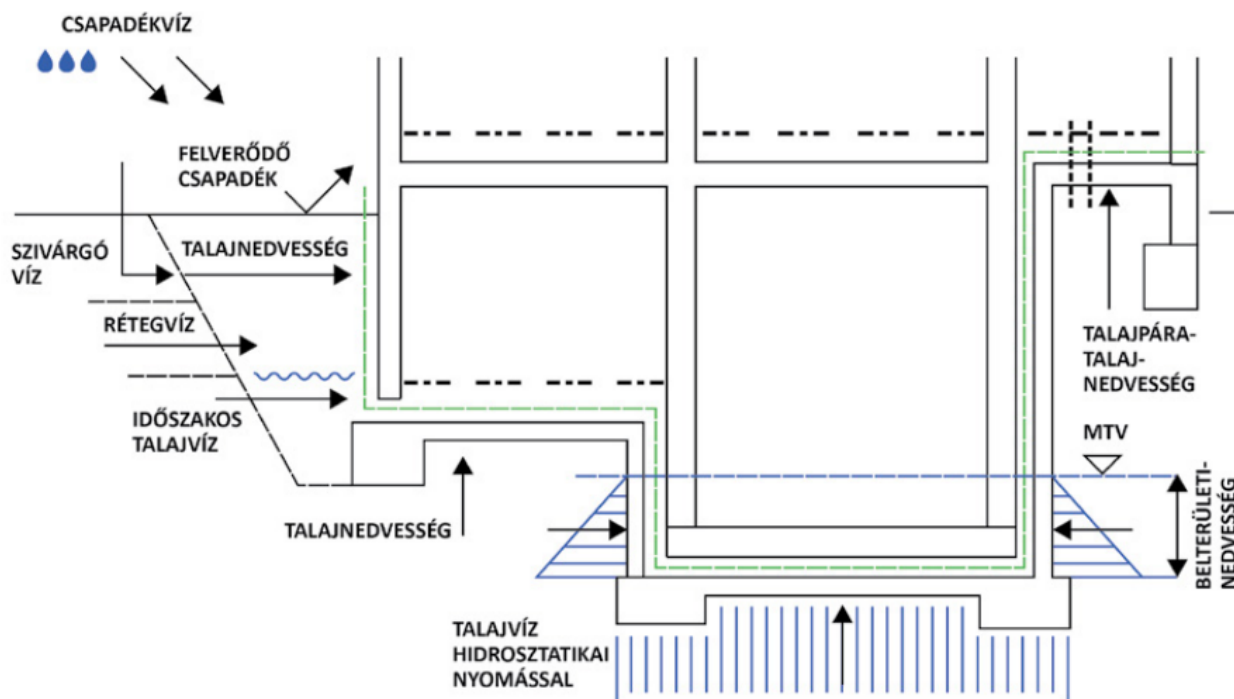 CSAPADÉKVÍZ
FELVERŐDŐ
CSAPADÉK
SZIVÁRGÓ
VÍZ
TALAJNEDVESSÉG
RÉTEGVÍZ
IDŐSZAKOS
TALAJVÍZ
TALAJNEDVESSÉG
TALAJVÍZ
HIDROSZTATIKAI
NYOMÁSSAL
TALAJPÁRA-
TALAJ-
NEDVESSÉG
MTV
BELTERÜLETI-
NEDVESSÉG